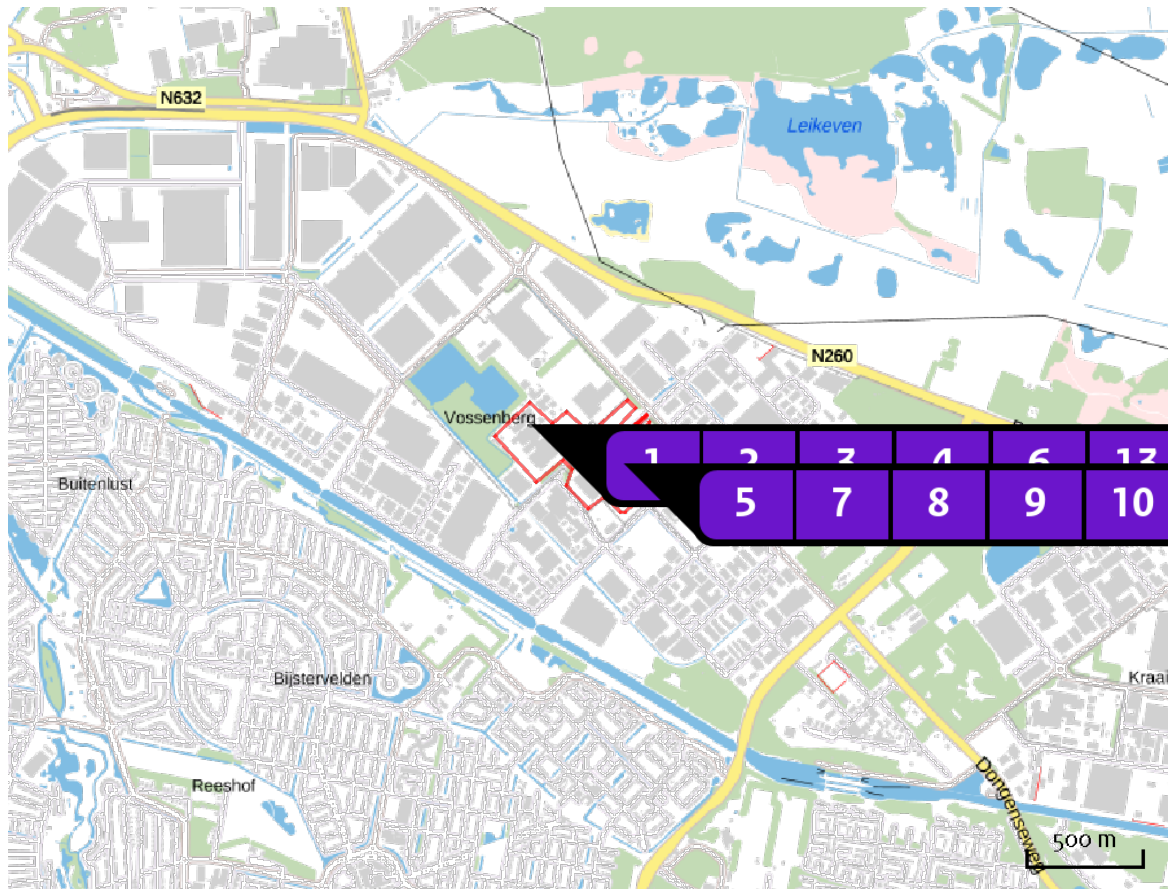 N632
Leikeven
N260
Vossenberg
1 2 3 4 6 13
Buitenlust
5 7 8 9 10
Bijstervelden
Kraai
Reeshof
Dongenseweg
500 m